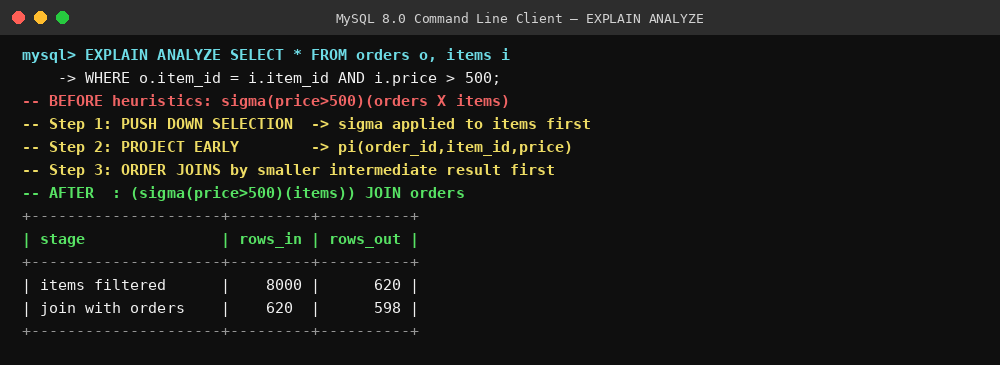 MySQL 8.0 Command Line Client — EXPLAIN ANALYZE
mysql> EXPLAIN ANALYZE SELECT * FROM orders o, items i
    -> WHERE o.item_id = i.item_id AND i.price > 500;
-- BEFORE heuristics: sigma(price>500)(orders X items)
-- Step 1: PUSH DOWN SELECTION  -> sigma applied to items first
-- Step 2: PROJECT EARLY        -> pi(order_id,item_id,price)
-- Step 3: ORDER JOINS by smaller intermediate result first
-- AFTER  : (sigma(price>500)(items)) JOIN orders
+---------------------+---------+----------+
| stage               | rows_in | rows_out |
+---------------------+---------+----------+
| items filtered      |    8000 |      620 |
| join with orders    |    620  |      598 |
+---------------------+---------+----------+